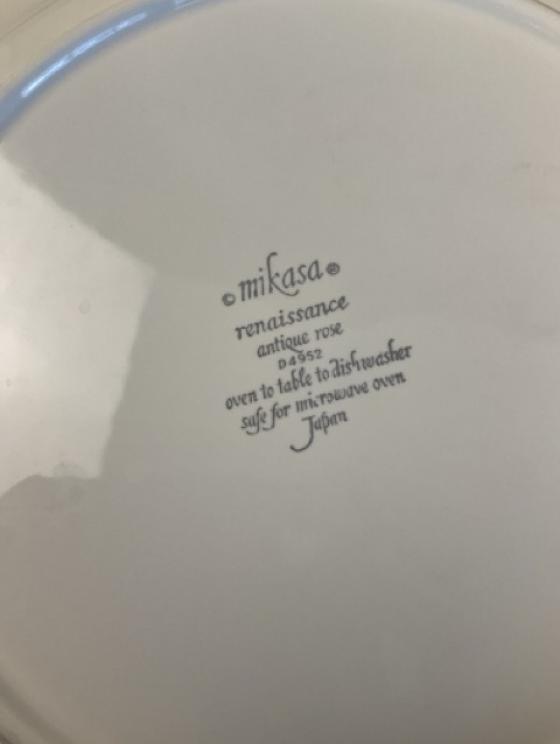 © mikasa ®
renaissance
antique rose
D4952
oven to table to dishwasher
safe for microwave oven
Japan